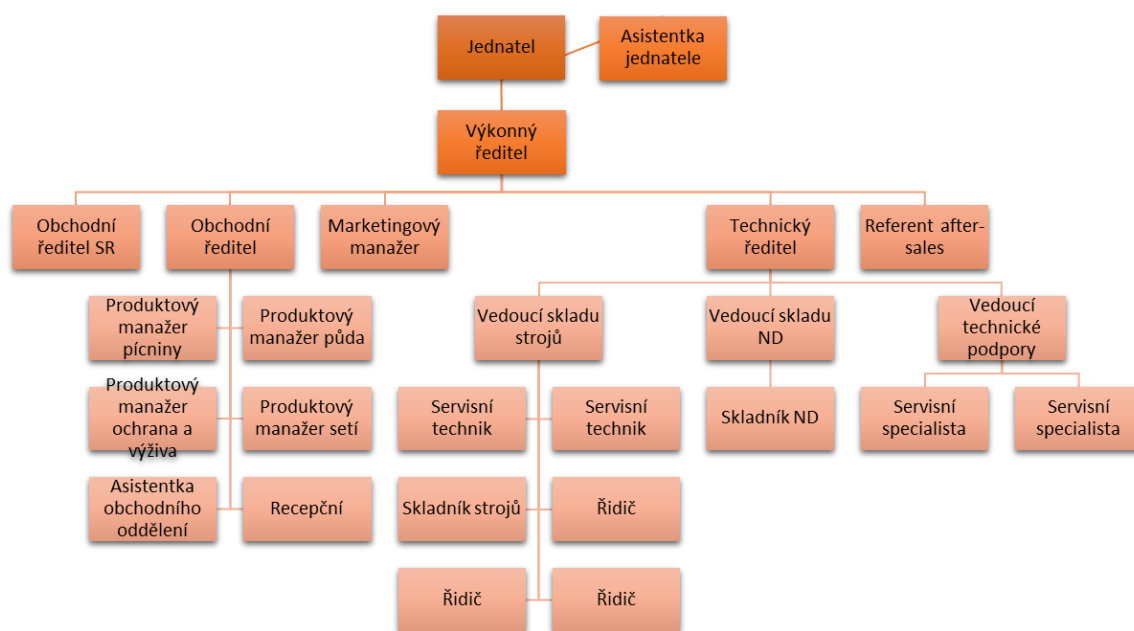 Jednatel
Asistentka
jednatele
Výkonný
ředitel
Obchodní
ředitel SR
Obchodní
ředitel
Marketingový
manažer
Technický
ředitel
Referent after-
sales
Produktový
manažer
pícniny
Produktový
manažer půda
Vedoucí skladu
strojů
Vedoucí skladu
ND
Vedoucí
technické
podpory
Produktový
manažer
ochrana a
výživa
Produktový
manažer setí
Servisní
technik
Servisní
technik
Skladník ND
Servisní
specialista
Servisní
specialista
Asistentka
obchodního
oddělení
Recepční
Skladník strojů
Řidič
Řidič
Řidič